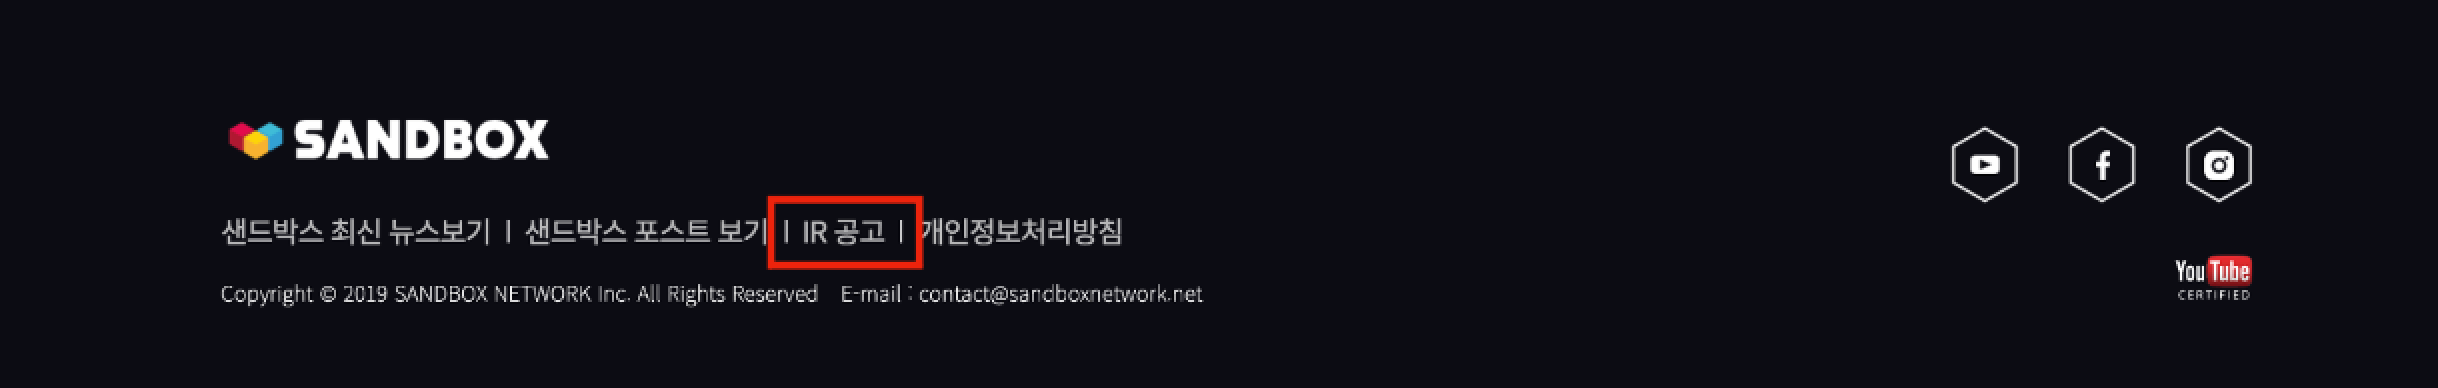 SANDBOX
샌드박스 최신 뉴스보기 | 샌드박스 포스트 보기 | IR 공고 | 개인정보처리방침
Copyright © 2019 SANDBOX NETWORK Inc. All Rights Reserved E-mail : contact@sandboxnetwork.net
YouTube
CERTIFIED